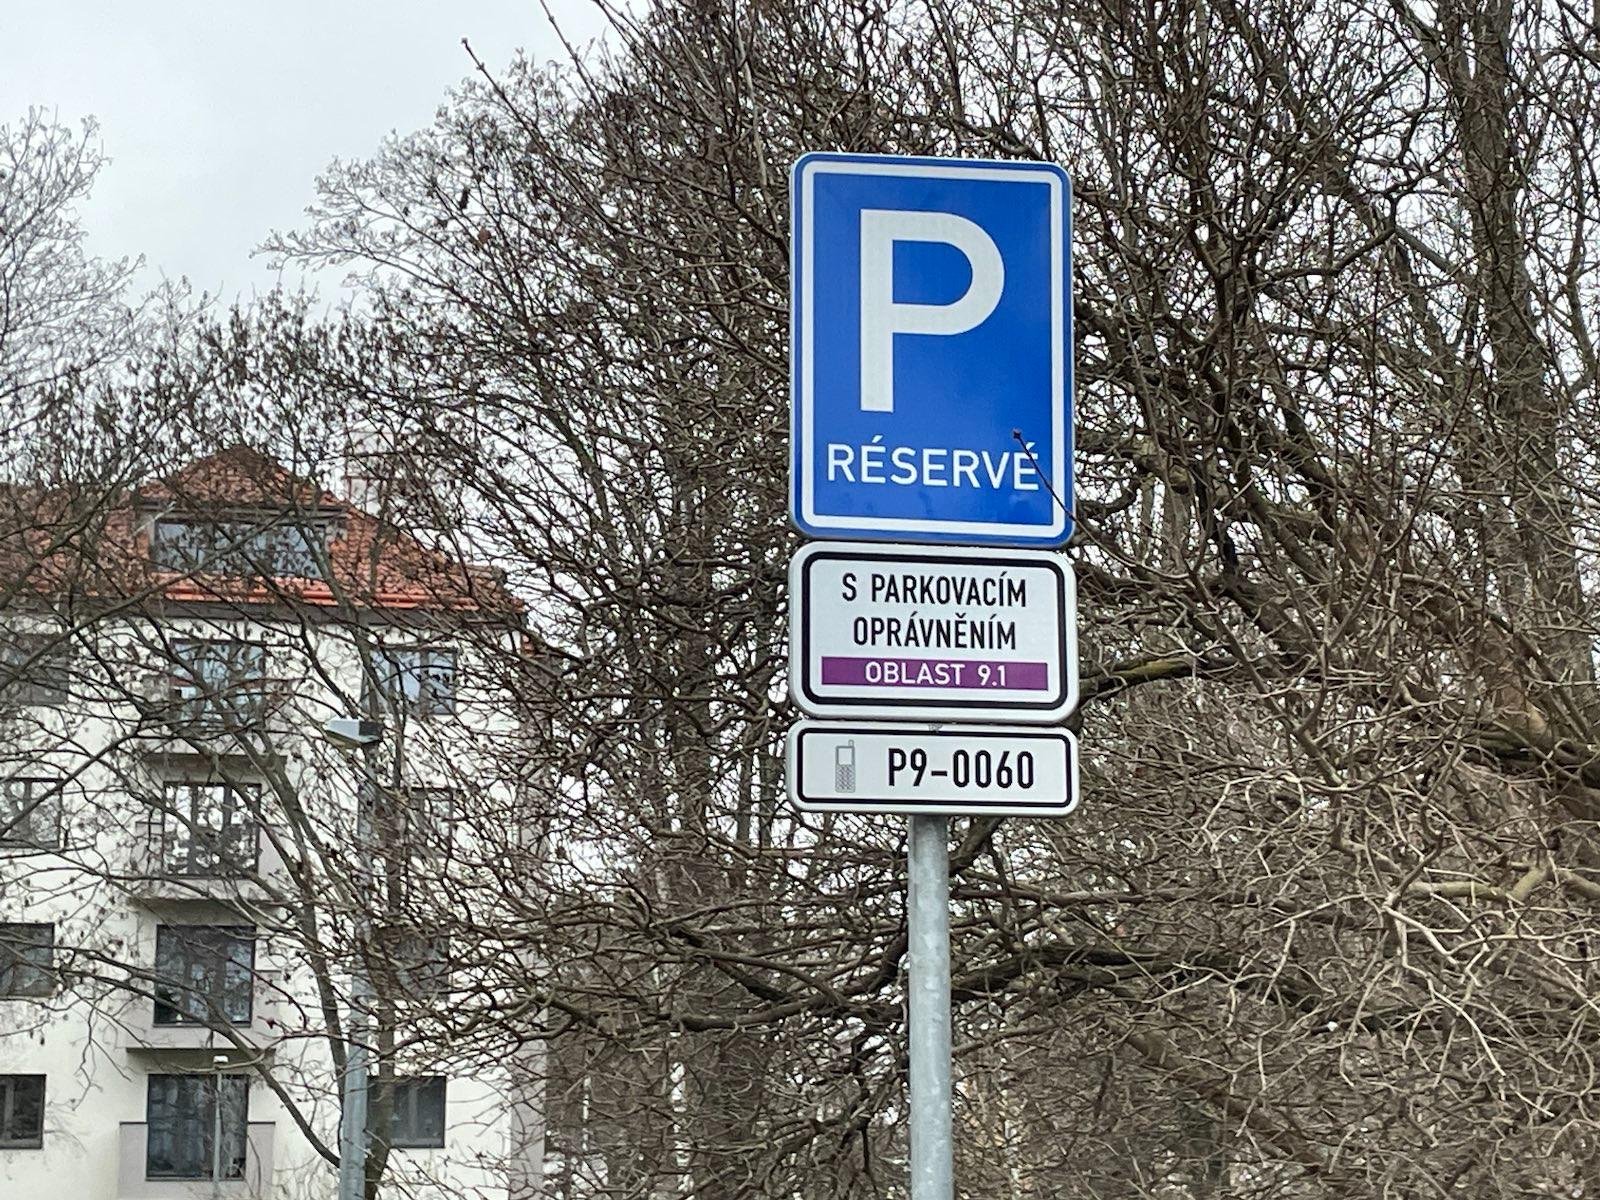 P
RÉSERVÉ
S PARKOVACÍM
OPRÁVNĚNÍM
OBLAST 9.1
P9-0060